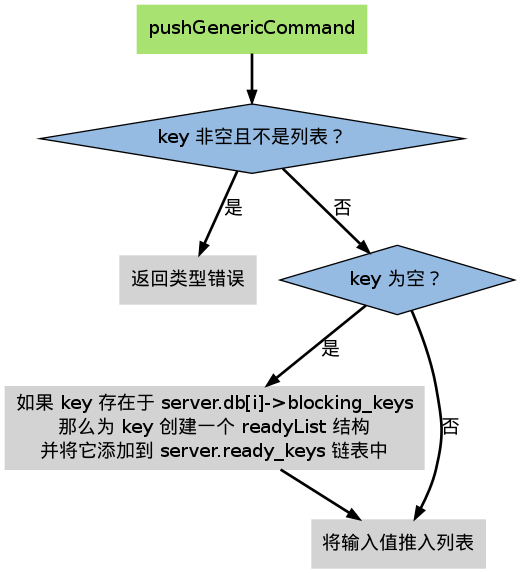 pushGenericCommand
key 非空且不是列表？
是
否
返回类型错误
key 为空？
是
如果 key 存在于 server.db[i]->blocking_keys
那么为 key 创建一个 readyList 结构
并将它添加到 server.ready_keys 链表中
否
将输入值推入列表